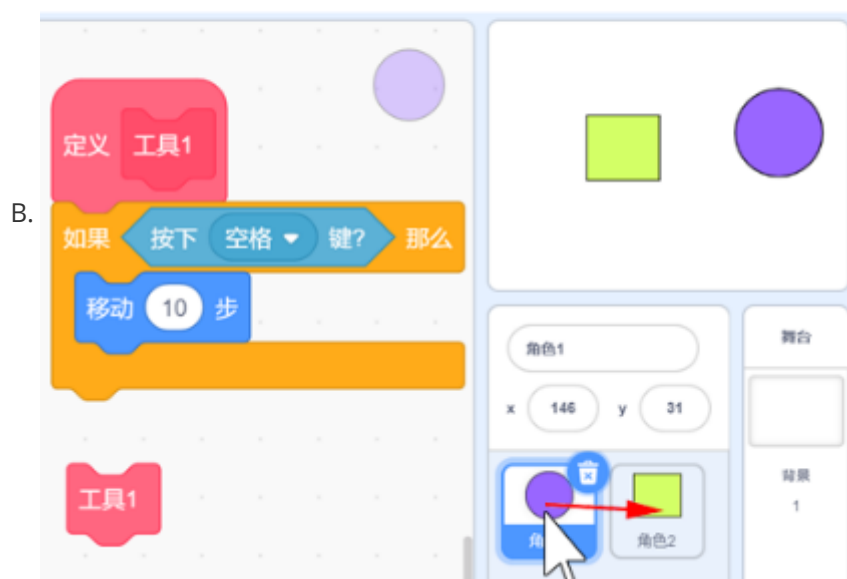 B.
定义 工具1
如果 按下 空格 键? 那么
移动 10 步
工具1
角色1
x 146 y 31
角
角色2
舞台
背景
1